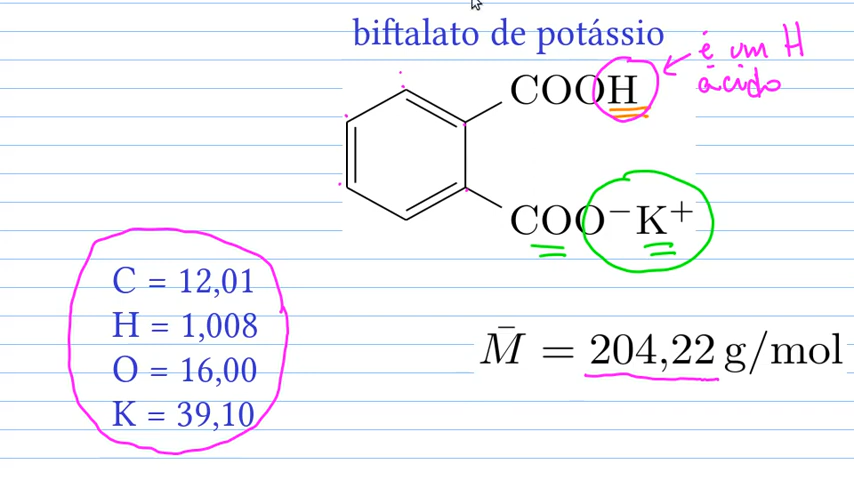 biftalato de potássio
é um H
ácido
COOH
COO⁻K⁺
C = 12,01
H = 1,008
O = 16,00
K = 39,10
M̄ = 204,22 g/mol